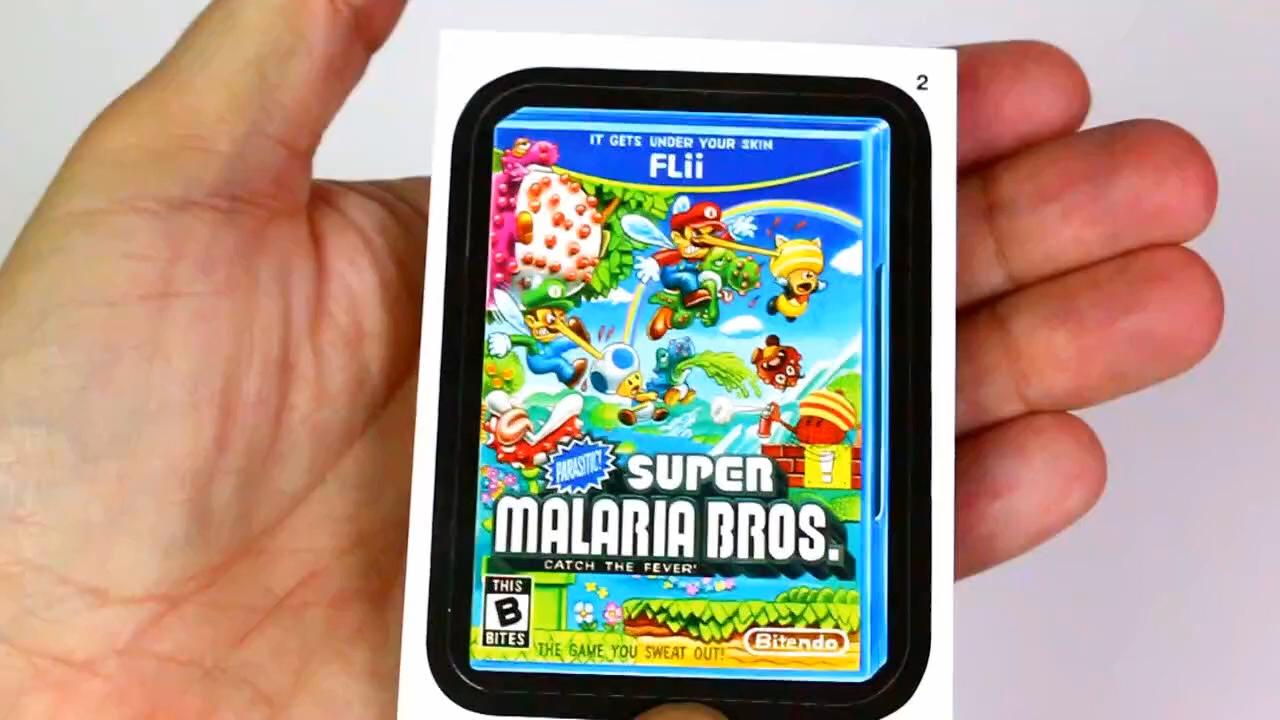 2
IT GETS UNDER YOUR SKIN
FLii
PARASITIC!
SUPER
MALARIA BROS.
CATCH THE FEVER!
THIS
B
BITES
THE GAME YOU SWEAT OUT!
Bitendo